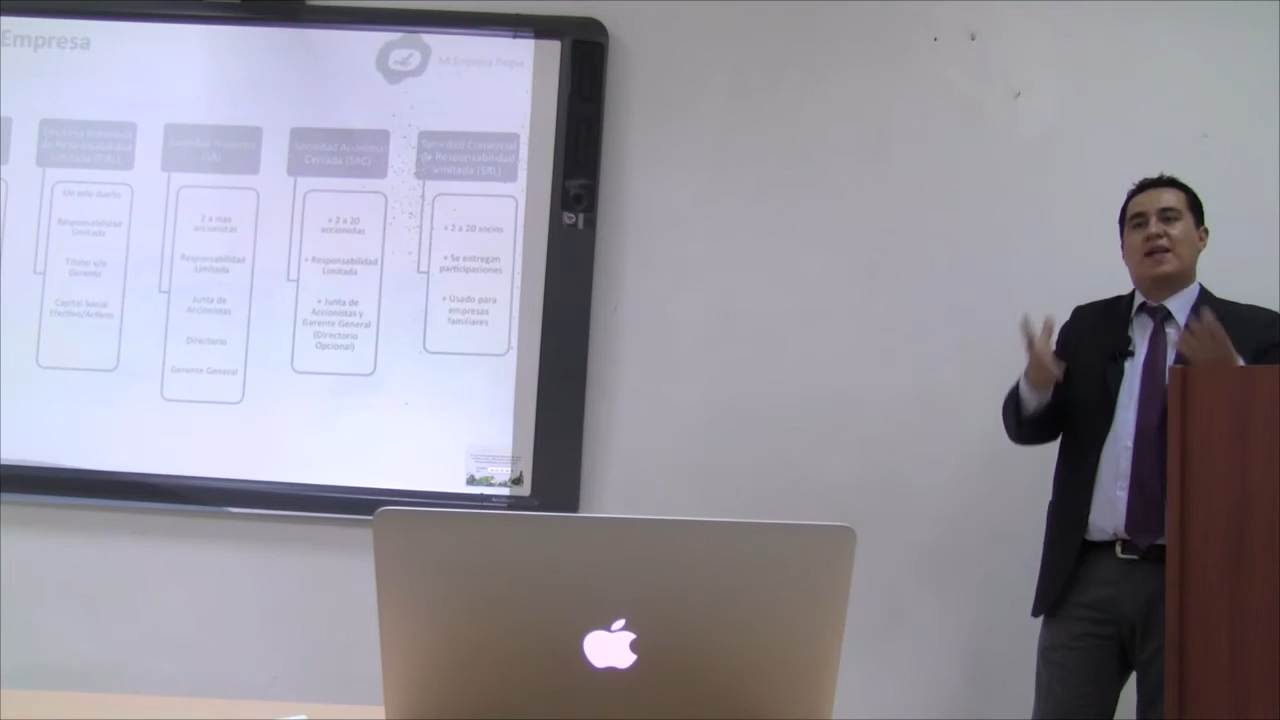 Empresa
Mi Empresa Propia
Empresa Individual
de Responsabilidad
Limitada (EIRL)
Un solo dueño
Responsabilidad
Limitada
Titular y/o
Gerente
Capital Social:
Efectivo/Activos
Sociedad Anónima
(SA)
2 a más
accionistas
Responsabilidad
Limitada
Junta de
Accionistas
Directorio
Gerente General
Sociedad Anónima
Cerrada (SAC)
+ 2 a 20
accionistas
+ Responsabilidad
Limitada
+ Junta de
Accionistas y
Gerente General
(Directorio
Opcional)
Sociedad Comercial
de Responsabilidad
Limitada (SRL)
+ 2 a 20 socios
+ Se entregan
participaciones
+ Usado para
empresas
familiares